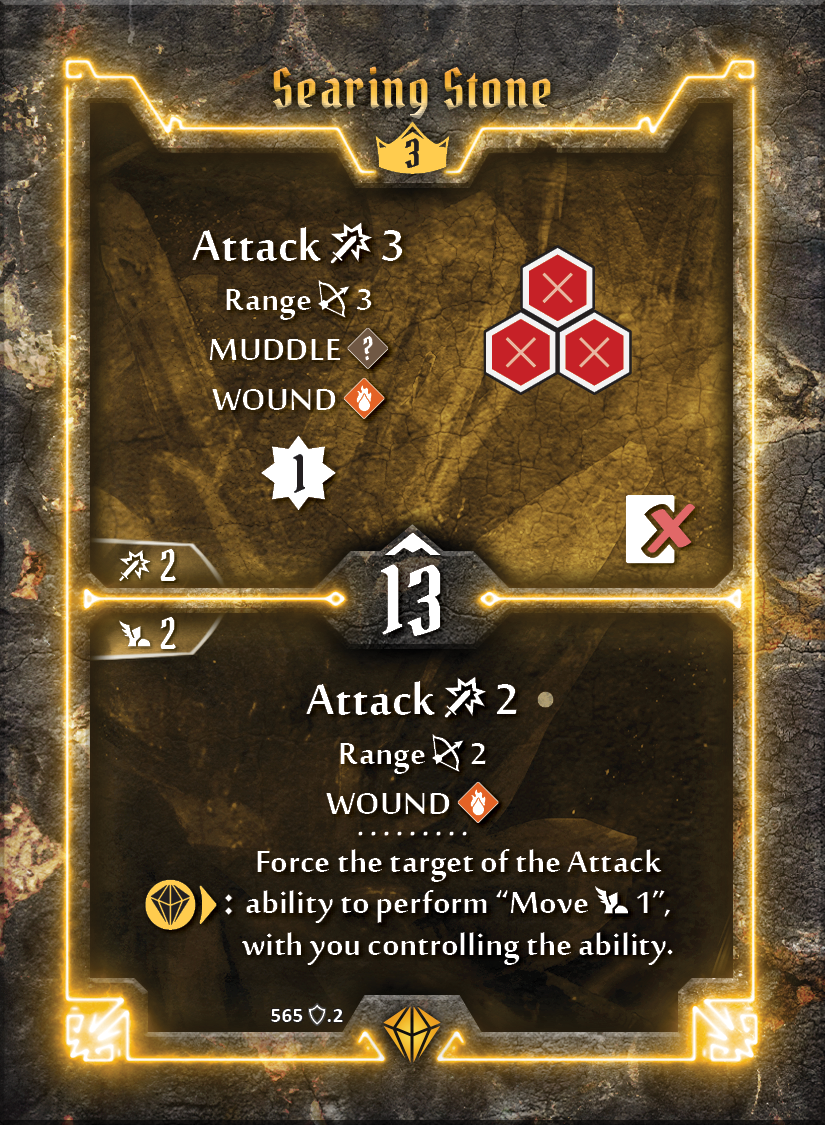 Searing Stone
3
Attack 3
Range 3
MUDDLE ?
WOUND
1
2
13
2
Attack 2
Range 2
WOUND
Force the target of the Attack
: ability to perform “Move 1”,
with you controlling the ability.
565 .2